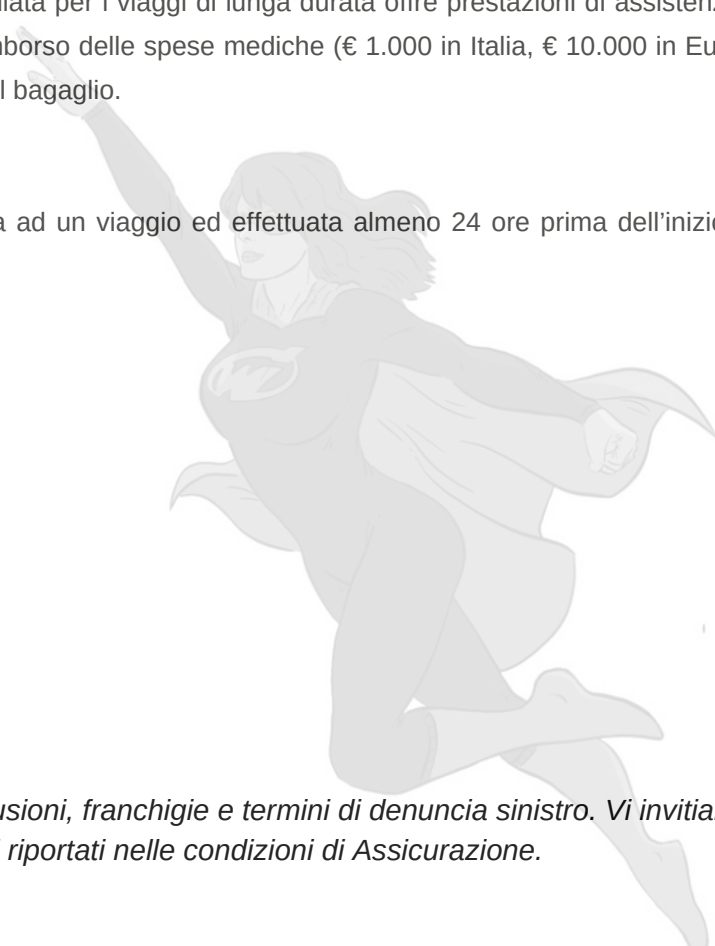 ata per i viaggi di lunga durata offre prestazioni di assisten
borso delle spese mediche (€ 1.000 in Italia, € 10.000 in Eu
l bagaglio.
a ad un viaggio ed effettuata almeno 24 ore prima dell’inizio
usioni, franchigie e termini di denuncia sinistro. Vi invitia
riportati nelle condizioni di Assicurazione.